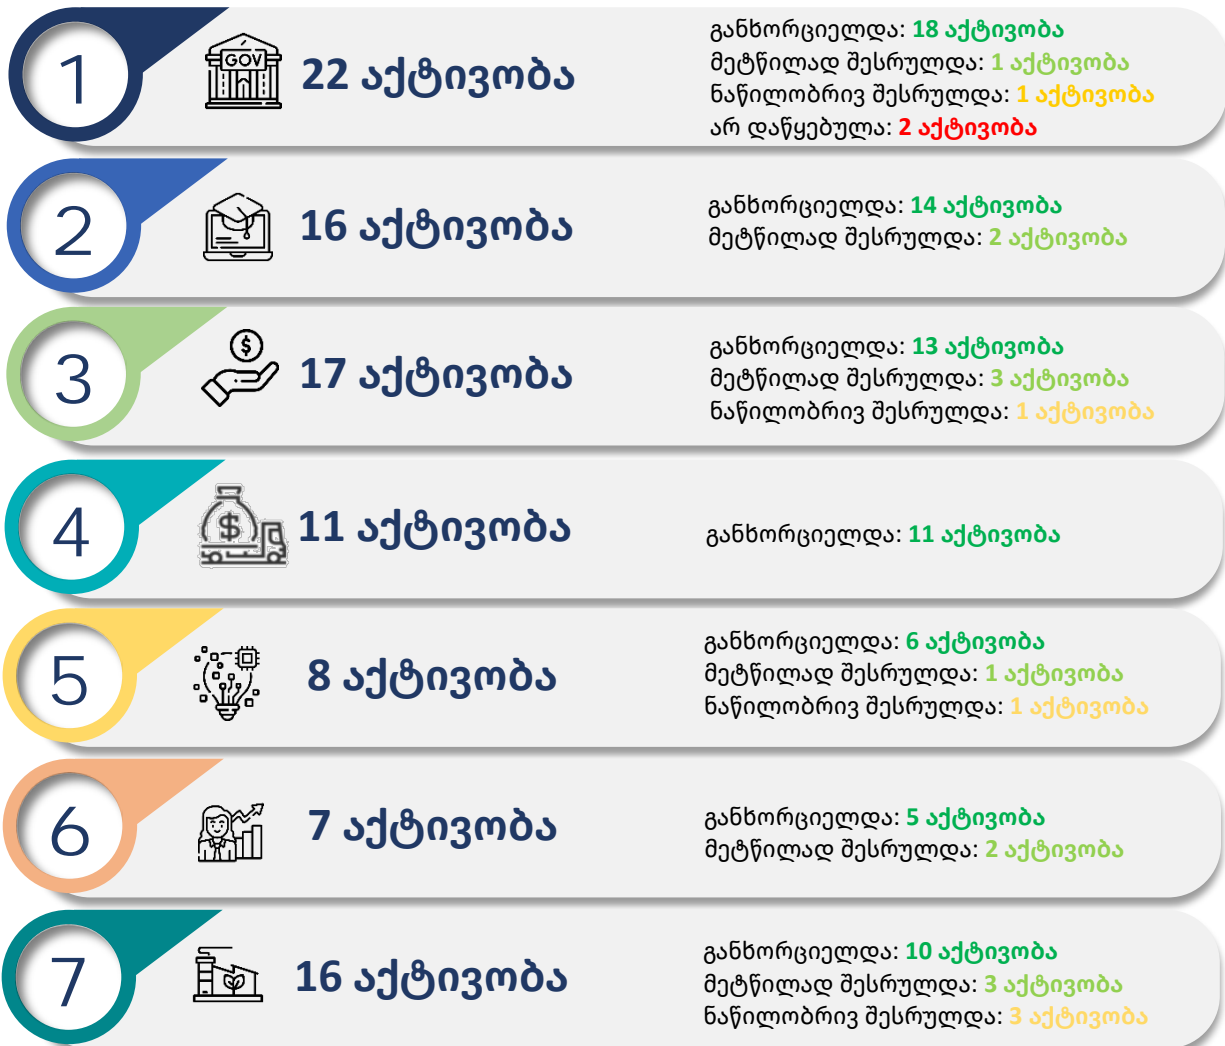 1
GOV
22 აქტივობა
განხორციელდა: 18 აქტივობა
მეტწილად შესრულდა: 1 აქტივობა
ნაწილობრივ შესრულდა: 1 აქტივობა
არ დაწყებულა: 2 აქტივობა
2
16 აქტივობა
განხორციელდა: 14 აქტივობა
მეტწილად შესრულდა: 2 აქტივობა
3
$
17 აქტივობა
განხორციელდა: 13 აქტივობა
მეტწილად შესრულდა: 3 აქტივობა
ნაწილობრივ შესრულდა: 1 აქტივობა
4
$
11 აქტივობა
განხორციელდა: 11 აქტივობა
5
8 აქტივობა
განხორციელდა: 6 აქტივობა
მეტწილად შესრულდა: 1 აქტივობა
ნაწილობრივ შესრულდა: 1 აქტივობა
6
7 აქტივობა
განხორციელდა: 5 აქტივობა
მეტწილად შესრულდა: 2 აქტივობა
7
16 აქტივობა
განხორციელდა: 10 აქტივობა
მეტწილად შესრულდა: 3 აქტივობა
ნაწილობრივ შესრულდა: 3 აქტივობა